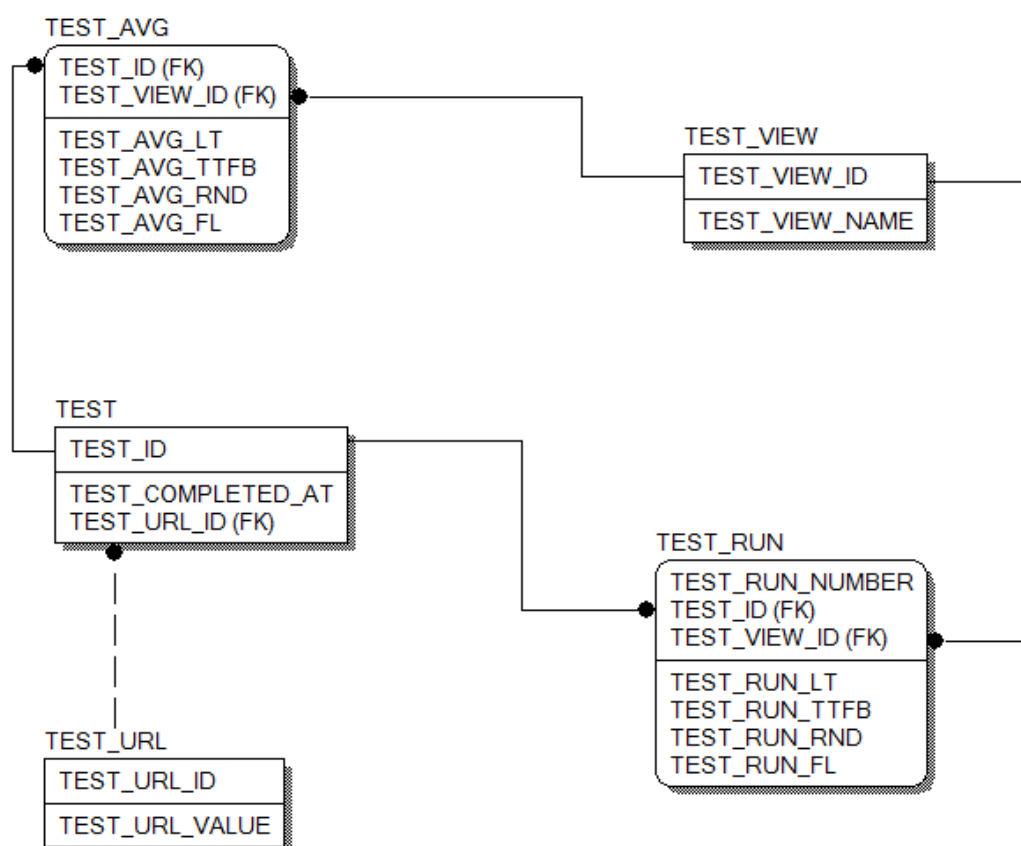 TEST_AVG
TEST_ID (FK)
TEST_VIEW_ID (FK)
TEST_AVG_LT
TEST_AVG_TTFB
TEST_AVG_RND
TEST_AVG_FL
TEST_VIEW
TEST_VIEW_ID
TEST_VIEW_NAME
TEST
TEST_ID
TEST_COMPLETED_AT
TEST_URL_ID (FK)
TEST_RUN
TEST_RUN_NUMBER
TEST_ID (FK)
TEST_VIEW_ID (FK)
TEST_RUN_LT
TEST_RUN_TTFB
TEST_RUN_RND
TEST_RUN_FL
TEST_URL
TEST_URL_ID
TEST_URL_VALUE